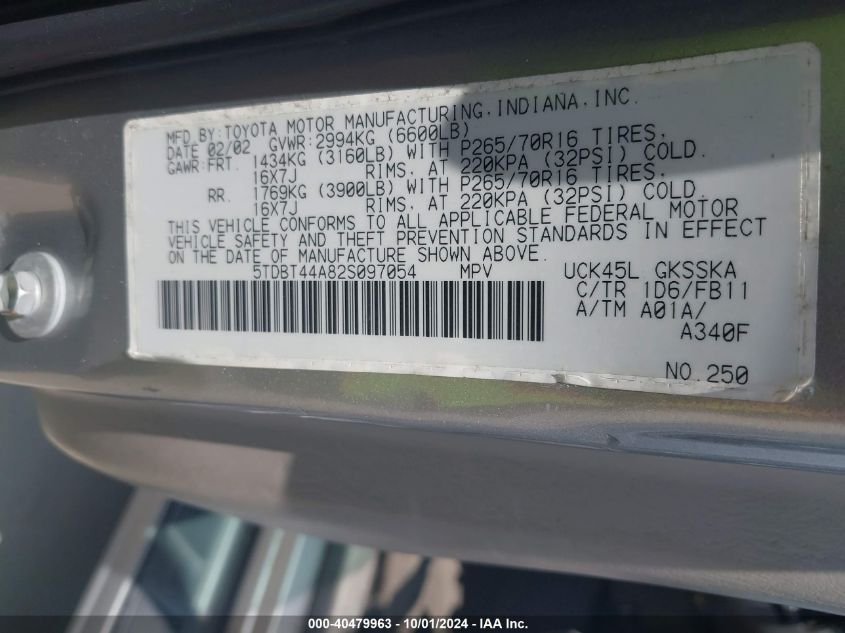 MFD.BY:TOYOTA MOTOR MANUFACTURING,INDIANA,INC.
DATE 02/02 GVWR:2994KG (6600LB)
GAWR:FRT. 1434KG (3160LB) WITH P265/70R16 TIRES,
16X7J RIMS, AT 220KPA (32PSI) COLD.
RR. 1769KG (3900LB) WITH P265/70R16 TIRES,
16X7J RIMS, AT 220KPA (32PSI) COLD.
THIS VEHICLE CONFORMS TO ALL APPLICABLE FEDERAL MOTOR
VEHICLE SAFETY AND THEFT PREVENTION STANDARDS IN EFFECT
ON THE DATE OF MANUFACTURE SHOWN ABOVE.
5TDBT44A82S097054 MPV UCK45L GKSSKA
C/TR 1D6/FB11
A/TM A01A/
A340F
NO.250
000-40479963 - 10/01/2024 - IAA Inc.